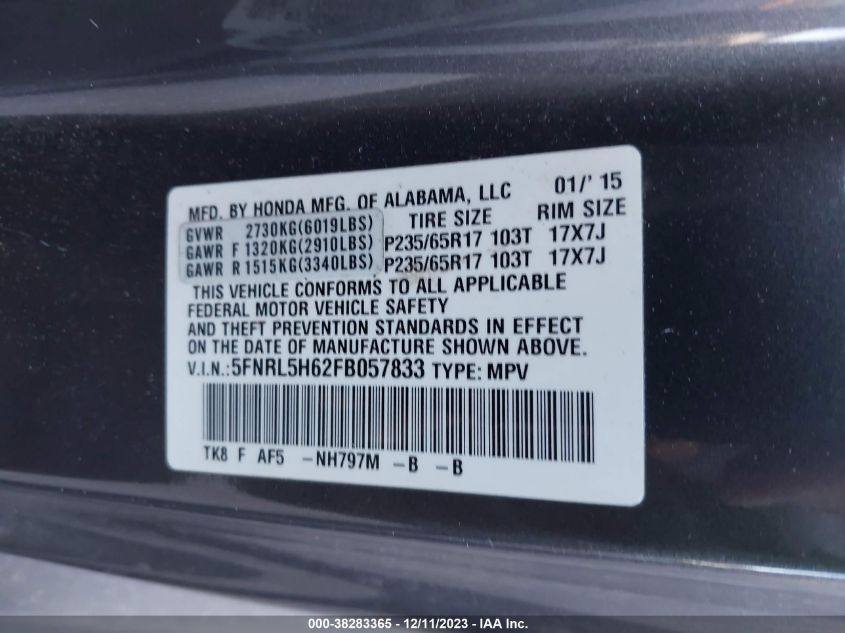 MFD. BY HONDA MFG. OF ALABAMA, LLC 01/' 15
GVWR 2730KG(6019LBS) TIRE SIZE RIM SIZE
GAWR F 1320KG(2910LBS) P235/65R17 103T 17X7J
GAWR R 1515KG(3340LBS) P235/65R17 103T 17X7J
THIS VEHICLE CONFORMS TO ALL APPLICABLE
FEDERAL MOTOR VEHICLE SAFETY
AND THEFT PREVENTION STANDARDS IN EFFECT
ON THE DATE OF MANUFACTURE SHOWN ABOVE.
V.I.N.:5FNRL5H62FB057833 TYPE: MPV
TK8 F AF5 -NH797M -B -B
000-38283365 - 12/11/2023 - IAA Inc.